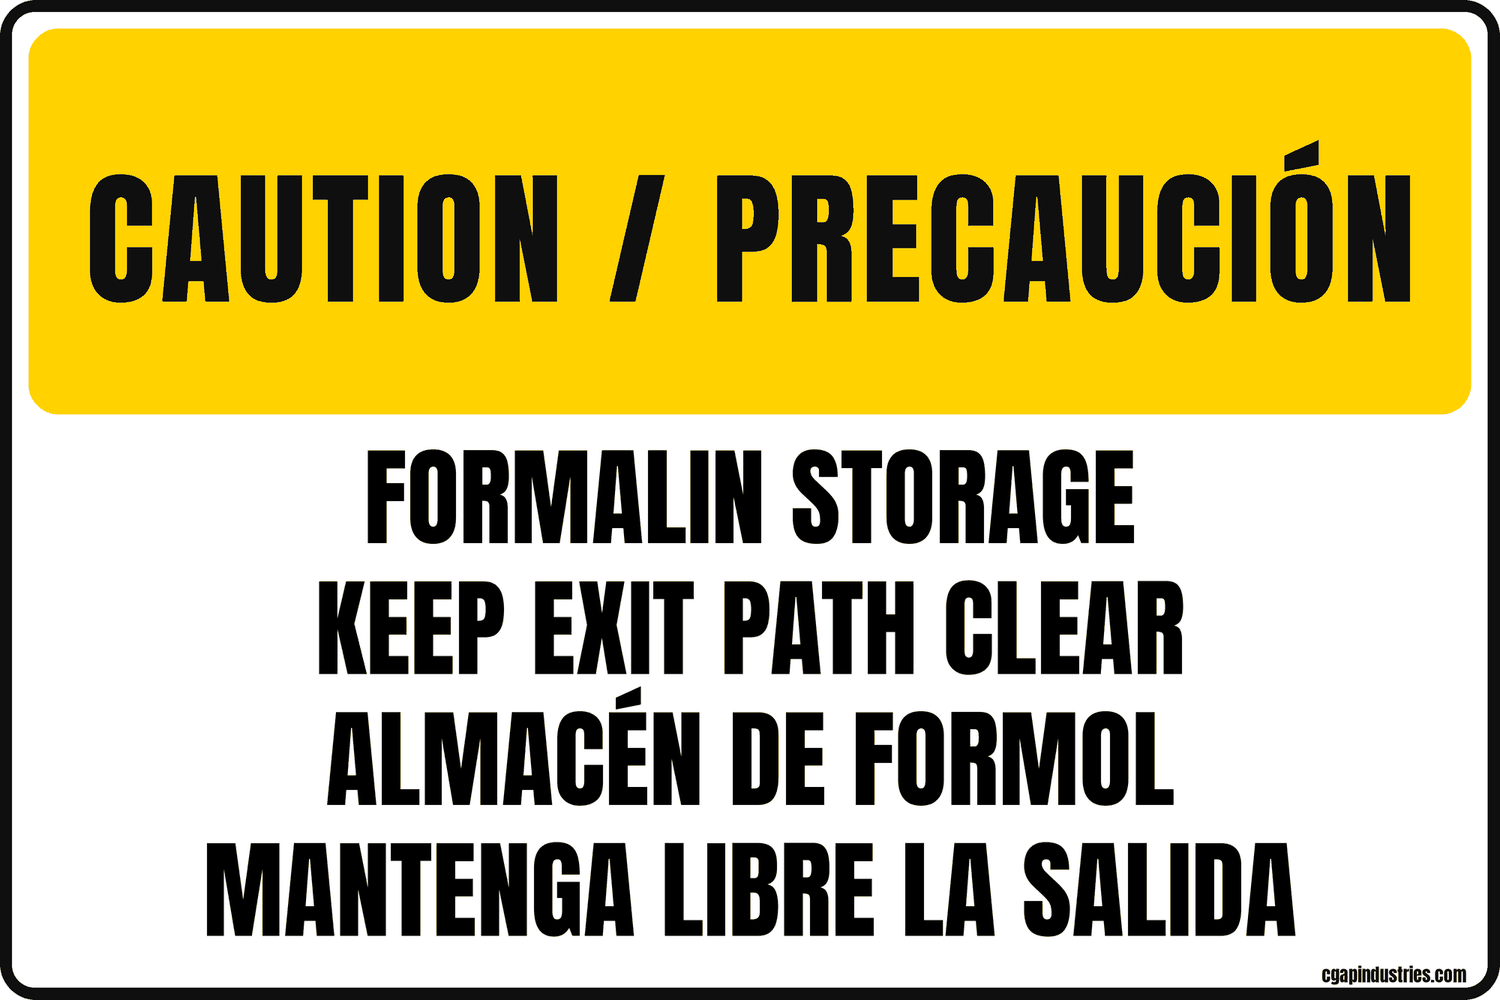 CAUTION / PRECAUCIÓN
FORMALIN STORAGE
KEEP EXIT PATH CLEAR
ALMACÉN DE FORMOL
MANTENGA LIBRE LA SALIDA
cgapindustries.com